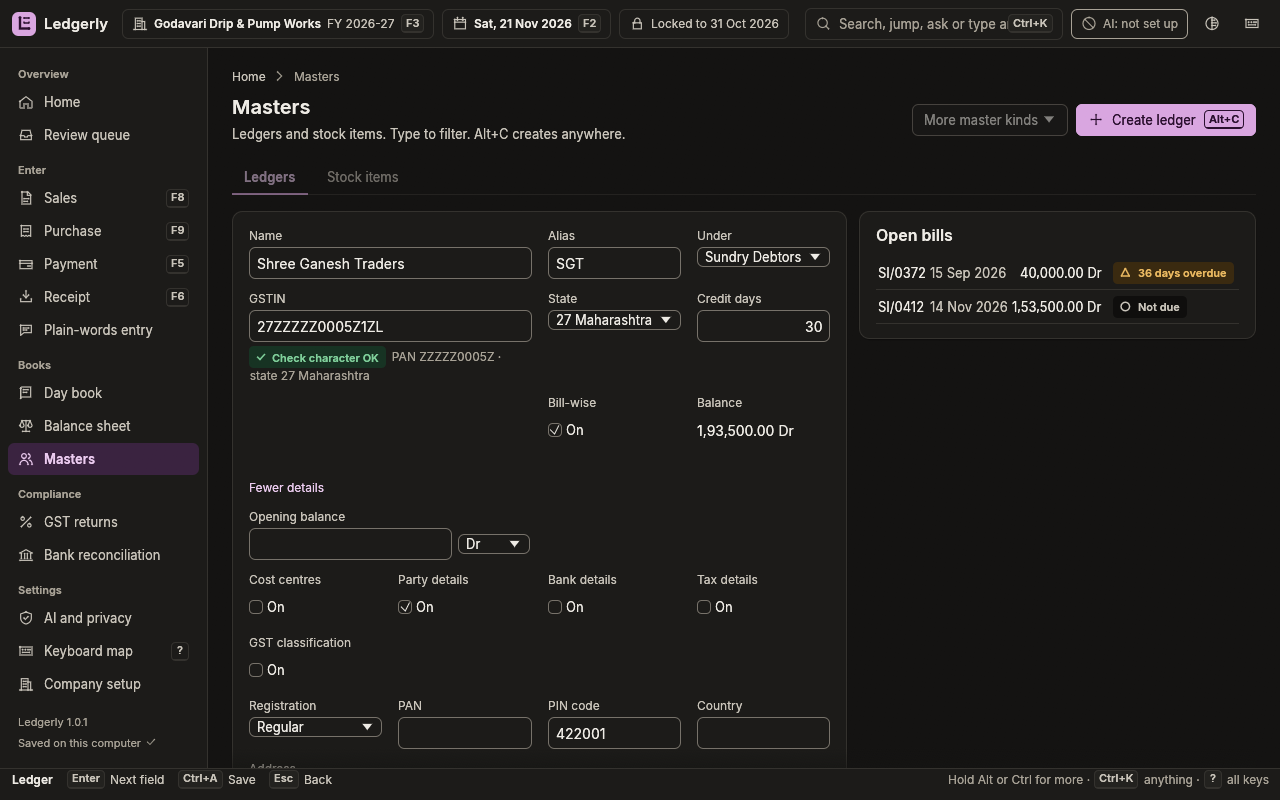 Ledgerly
Godavari Drip & Pump Works FY 2026-27 F3
Sat, 21 Nov 2026 F2
Locked to 31 Oct 2026
Search, jump, ask or type a Ctrl+K
AI: not set up
Overview
Home
Review queue
Enter
Sales F8
Purchase F9
Payment F5
Receipt F6
Plain-words entry
Books
Day book
Balance sheet
Masters
Compliance
GST returns
Bank reconciliation
Settings
AI and privacy
Keyboard map ?
Company setup
Ledgerly 1.0.1
Saved on this computer
Home Masters
Masters
Ledgers and stock items. Type to filter. Alt+C creates anywhere.
More master kinds
Create ledger Alt+C
Ledgers Stock items
Name Alias Under
Shree Ganesh Traders SGT Sundry Debtors
GSTIN State Credit days
27ZZZZZ0005Z1ZL 27 Maharashtra 30
Check character OK PAN ZZZZZ0005Z ·
state 27 Maharashtra
Bill-wise Balance
On 1,93,500.00 Dr
Fewer details
Opening balance
Dr
Cost centres Party details Bank details Tax details
On On On On
GST classification
On
Registration PAN PIN code Country
Regular 422001
Address
Open bills
SI/0372 15 Sep 2026 40,000.00 Dr 36 days overdue
SI/0412 14 Nov 2026 1,53,500.00 Dr Not due
Ledger Enter Next field Ctrl+A Save Esc Back
Hold Alt or Ctrl for more · Ctrl+K anything · ? all keys